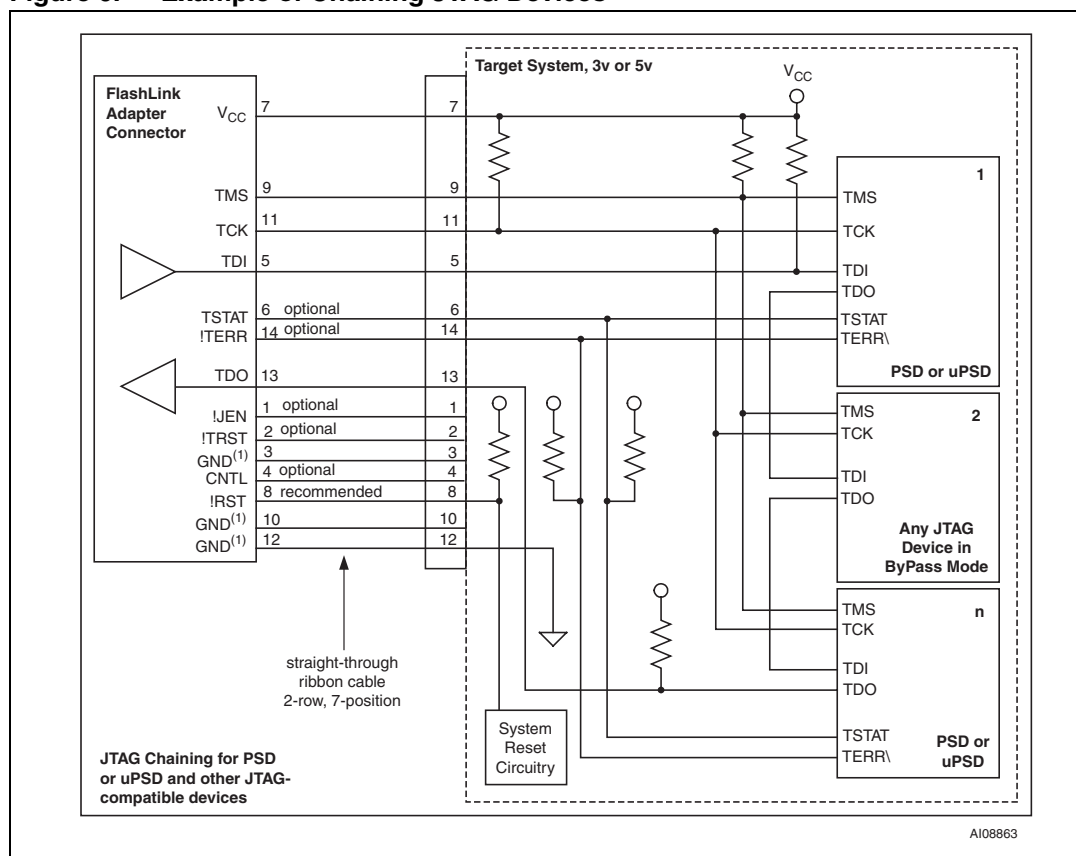 Figure Example of Chaining JTAG Devices
FlashLink
Adapter
Connector
Target System, 3v or 5v
VCC
VCC 7 7
TMS 9 9
TCK 11 11
TDI 5 5
TSTAT 6 optional 6
!TERR 14 optional 14
TDO 13 13
!JEN 1 optional 1
!TRST 2 optional 2
GND(1) 3 3
CNTL 4 optional 4
!RST 8 recommended 8
GND(1) 10 10
GND(1) 12 12
1
TMS
TCK
TDI
TDO
TSTAT
TERR\
PSD or uPSD
TMS
2
TCK
TDI
TDO
Any JTAG
Device in
ByPass Mode
TMS
n
TCK
TDI
TDO
TSTAT
TERR\
PSD or
uPSD
straight-through
ribbon cable
2-row, 7-position
System
Reset
Circuitry
JTAG Chaining for PSD
or uPSD and other JTAG-
compatible devices
AI08863